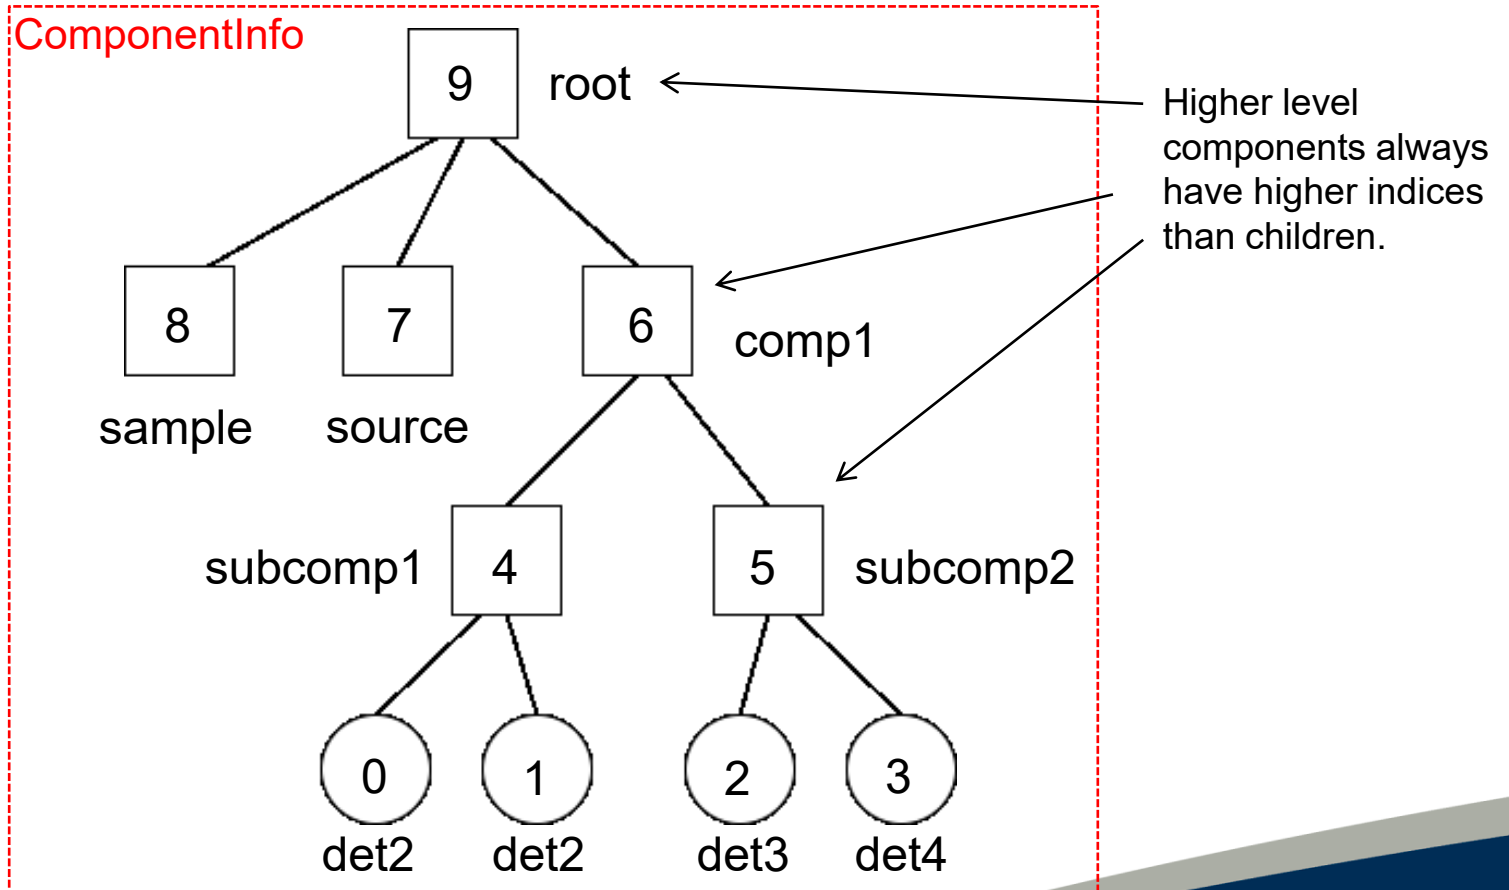 ComponentInfo
9
root
Higher level
components always
have higher indices
than children.
8
7
6
comp1
sample
source
subcomp1
4
5
subcomp2
0
1
2
3
det2
det2
det3
det4